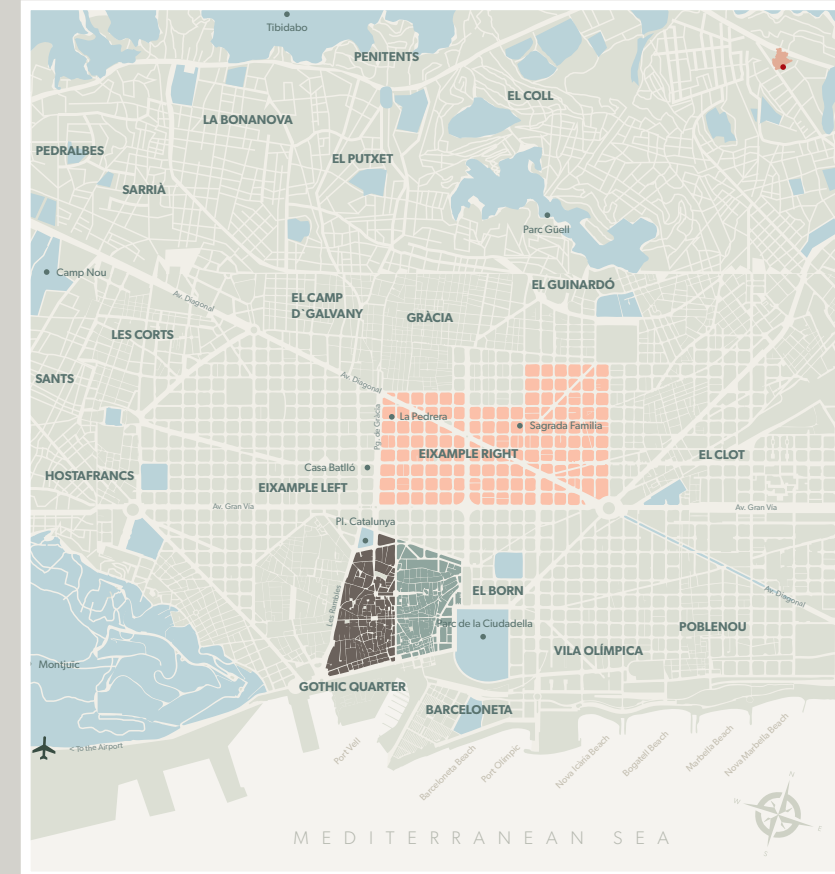 Tibidabo
PENITENTS
EL COLL
LA BONANOVA
PEDRALBES
EL PUTXET
SARRIÀ
Parc Güell
Camp Nou
EL GUINARDÓ
Av. Diagonal
EL CAMP
D`GALVANY
GRÀCIA
LES CORTS
SANTS
Av. Diagonal
La Pedrera
Pg. de Gràcia
Sagrada Familia
EIXAMPLE RIGHT
EL CLOT
Casa Batlló
HOSTAFRANCS
EIXAMPLE LEFT
Av. Gran Via
Av. Gran Via
Pl. Catalunya
EL BORN
Av. Diagonal
Les Rambles
Parc de la Ciudadella
POBLENOU
VILA OLÍMPICA
Montjuic
GOTHIC QUARTER
BARCELONETA
< To the Airport
Port Vell
Barceloneta Beach
Port Olimpic
Nova Icària Beach
Bogatell Beach
Marbella Beach
Nova Marbella Beach
N
W
E
S
MEDITERRANEAN SEA